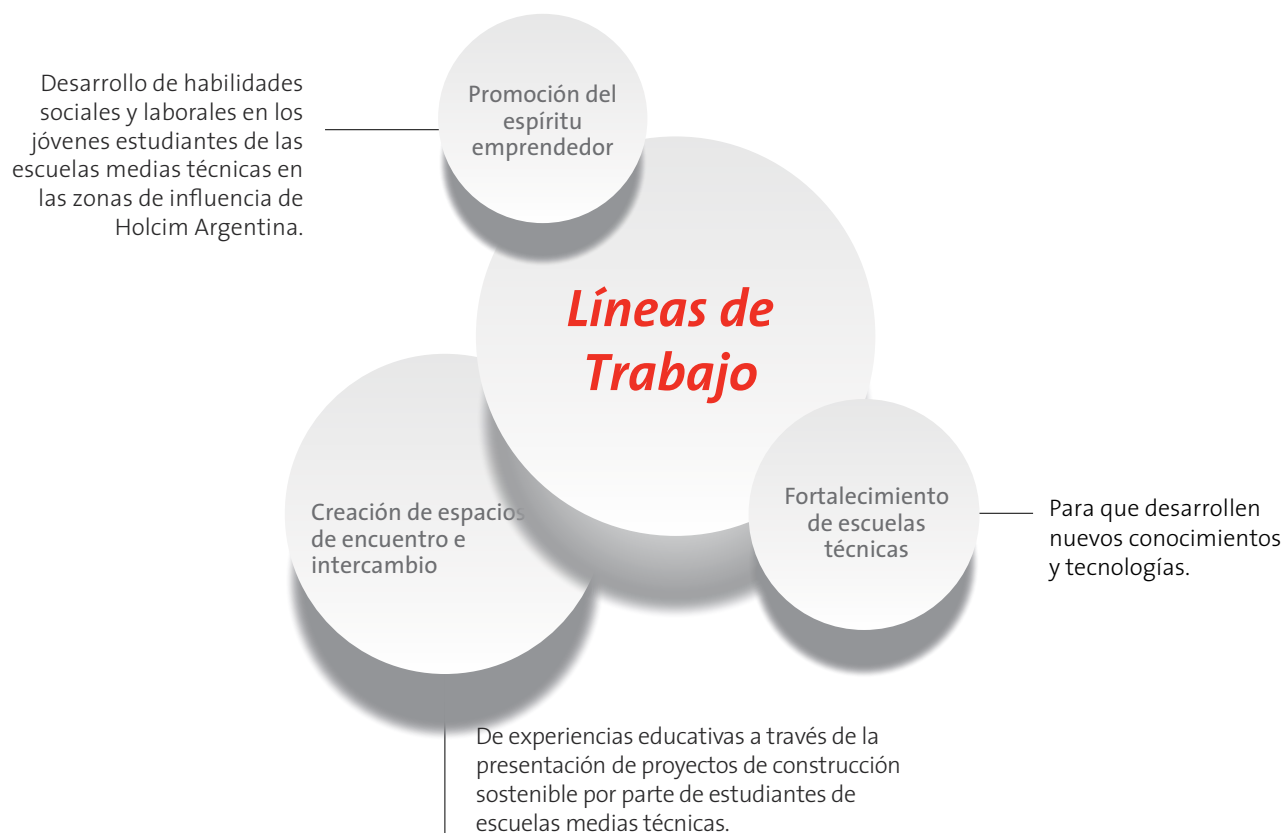 Desarrollo de habilidades
sociales y laborales en los
jóvenes estudiantes de las
escuelas medias técnicas en
las zonas de influencia de
Holcim Argentina.
Promoción del
espíritu
emprendedor
Líneas de
Trabajo
Creación de espacios
de encuentro e
intercambio
Fortalecimiento
de escuelas
técnicas
Para que desarrollen
nuevos conocimientos
y tecnologías.
De experiencias educativas a través de la
presentación de proyectos de construcción
sostenible por parte de estudiantes de
escuelas medias técnicas.